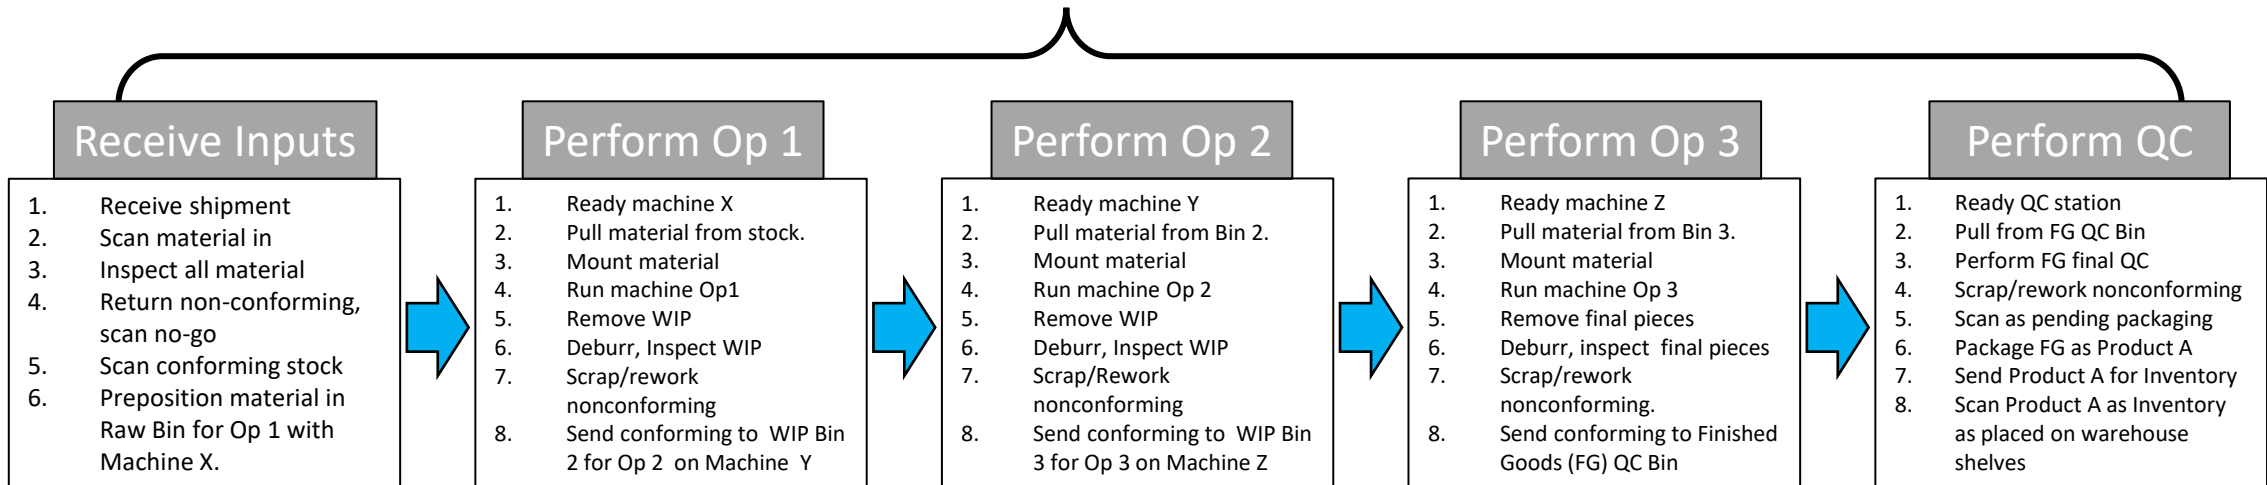 Receive Inputs
1. Receive shipment
2. Scan material in
3. Inspect all material
4. Return non-conforming,
scan no-go
5. Scan conforming stock
6. Preposition material in
Raw Bin for Op 1 with
Machine X.
Perform Op 1
1. Ready machine X
2. Pull material from stock.
3. Mount material
4. Run machine Op1
5. Remove WIP
6. Deburr, Inspect WIP
7. Scrap/rework
nonconforming
8. Send conforming to WIP Bin
2 for Op 2 on Machine Y
Perform Op 2
1. Ready machine Y
2. Pull material from Bin 2.
3. Mount material
4. Run machine Op 2
5. Remove WIP
6. Deburr, Inspect WIP
7. Scrap/Rework
nonconforming
8. Send conforming to WIP Bin
3 for Op 3 on Machine Z
Perform Op 3
1. Ready machine Z
2. Pull material from Bin 3.
3. Mount material
4. Run machine Op 3
5. Remove final pieces
6. Deburr, inspect final pieces
7. Scrap/rework
nonconforming.
8. Send conforming to Finished
Goods (FG) QC Bin
Perform QC
1. Ready QC station
2. Pull from FG QC Bin
3. Perform FG final QC
4. Scrap/rework nonconforming
5. Scan as pending packaging
6. Package FG as Product A
7. Send Product A for Inventory
8. Scan Product A as Inventory
as placed on warehouse
shelves